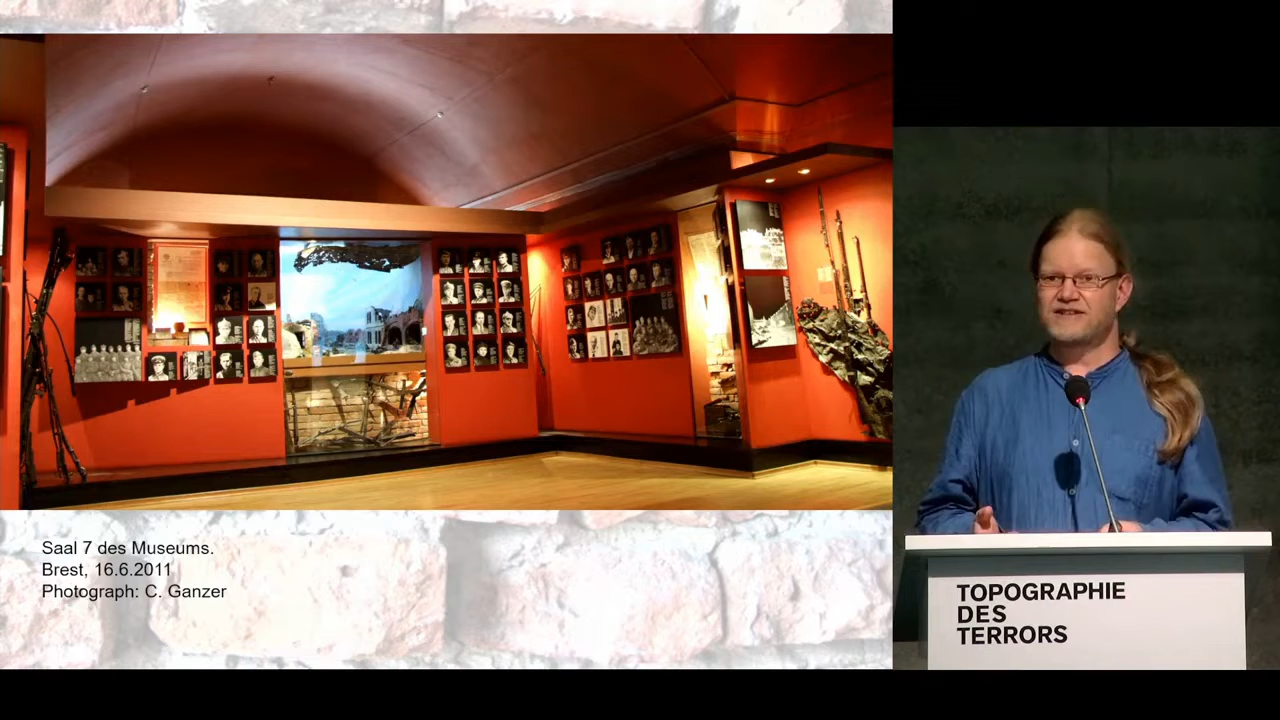 Saal 7 des Museums.
Brest, 16.6.2011
Photograph: C. Ganzer
TOPOGRAPHIE
DES
TERRORS